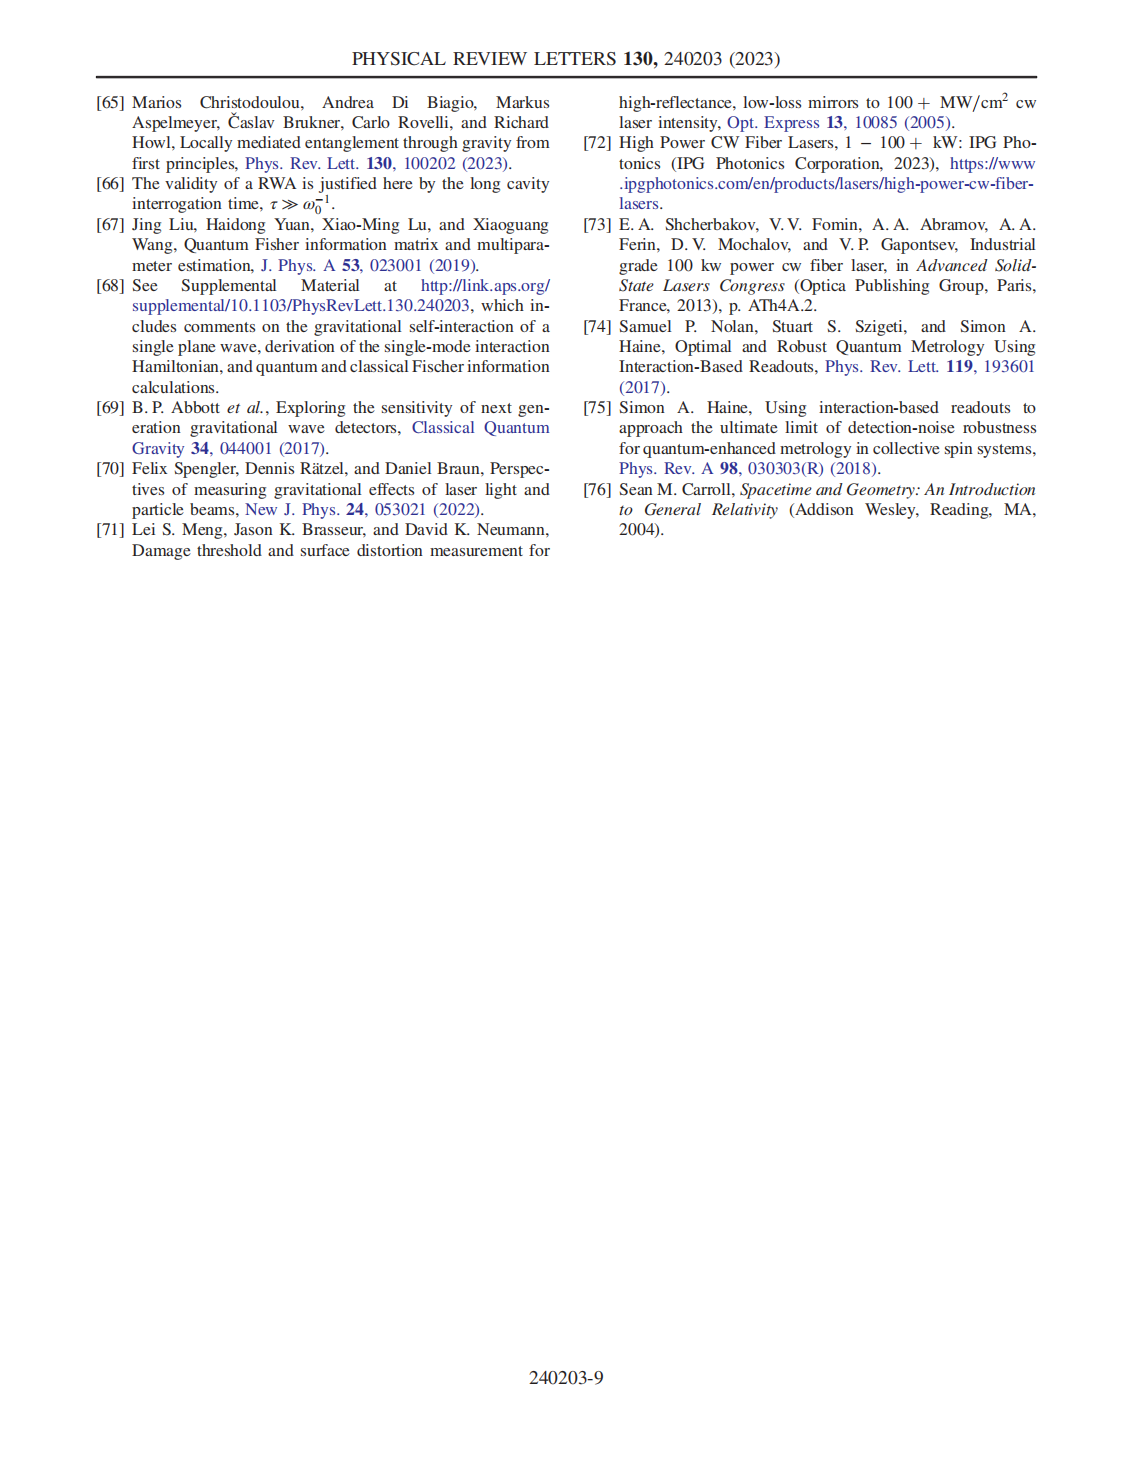 PHYSICAL REVIEW LETTERS 130, 240203 (2023)
[65] Marios Christodoulou, Andrea Di Biagio, Markus
Aspelmeyer, Časlav Brukner, Carlo Rovelli, and Richard
Howl, Locally mediated entanglement through gravity from
first principles, Phys. Rev. Lett. 130, 100202 (2023).
[66] The validity of a RWA is justified here by the long cavity
interrogation time, τ ≫ ω₀⁻¹.
[67] Jing Liu, Haidong Yuan, Xiao-Ming Lu, and Xiaoguang
Wang, Quantum Fisher information matrix and multipara-
meter estimation, J. Phys. A 53, 023001 (2019).
[68] See Supplemental Material at http://link.aps.org/
supplemental/10.1103/PhysRevLett.130.240203, which in-
cludes comments on the gravitational self-interaction of a
single plane wave, derivation of the single-mode interaction
Hamiltonian, and quantum and classical Fischer information
calculations.
[69] B. P. Abbott et al., Exploring the sensitivity of next gen-
eration gravitational wave detectors, Classical Quantum
Gravity 34, 044001 (2017).
[70] Felix Spengler, Dennis Rätzel, and Daniel Braun, Perspec-
tives of measuring gravitational effects of laser light and
particle beams, New J. Phys. 24, 053021 (2022).
[71] Lei S. Meng, Jason K. Brasseur, and David K. Neumann,
Damage threshold and surface distortion measurement for
high-reflectance, low-loss mirrors to 100 + MW/cm² cw
laser intensity, Opt. Express 13, 10085 (2005).
[72] High Power CW Fiber Lasers, 1 − 100 + kW: IPG Pho-
tonics (IPG Photonics Corporation, 2023), https://www
.ipgphotonics.com/en/products/lasers/high-power-cw-fiber-
lasers.
[73] E. A. Shcherbakov, V. V. Fomin, A. A. Abramov, A. A.
Ferin, D. V. Mochalov, and V. P. Gapontsev, Industrial
grade 100 kw power cw fiber laser, in Advanced Solid-
State Lasers Congress (Optica Publishing Group, Paris,
France, 2013), p. ATh4A.2.
[74] Samuel P. Nolan, Stuart S. Szigeti, and Simon A.
Haine, Optimal and Robust Quantum Metrology Using
Interaction-Based Readouts, Phys. Rev. Lett. 119, 193601
(2017).
[75] Simon A. Haine, Using interaction-based readouts to
approach the ultimate limit of detection-noise robustness
for quantum-enhanced metrology in collective spin systems,
Phys. Rev. A 98, 030303(R) (2018).
[76] Sean M. Carroll, Spacetime and Geometry: An Introduction
to General Relativity (Addison Wesley, Reading, MA,
2004).
240203-9